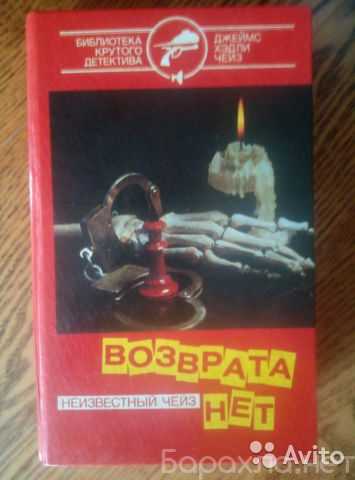 БИБЛИОТЕКА
КРУТОГО
ДЕТЕКТИВА
ДЖЕЙМС
ХЭДЛИ
ЧЕЙЗ
ВОЗВРАТА
НЕИЗВЕСТНЫЙ ЧЕЙЗ
НЕТ
Avito
Барахла.нет